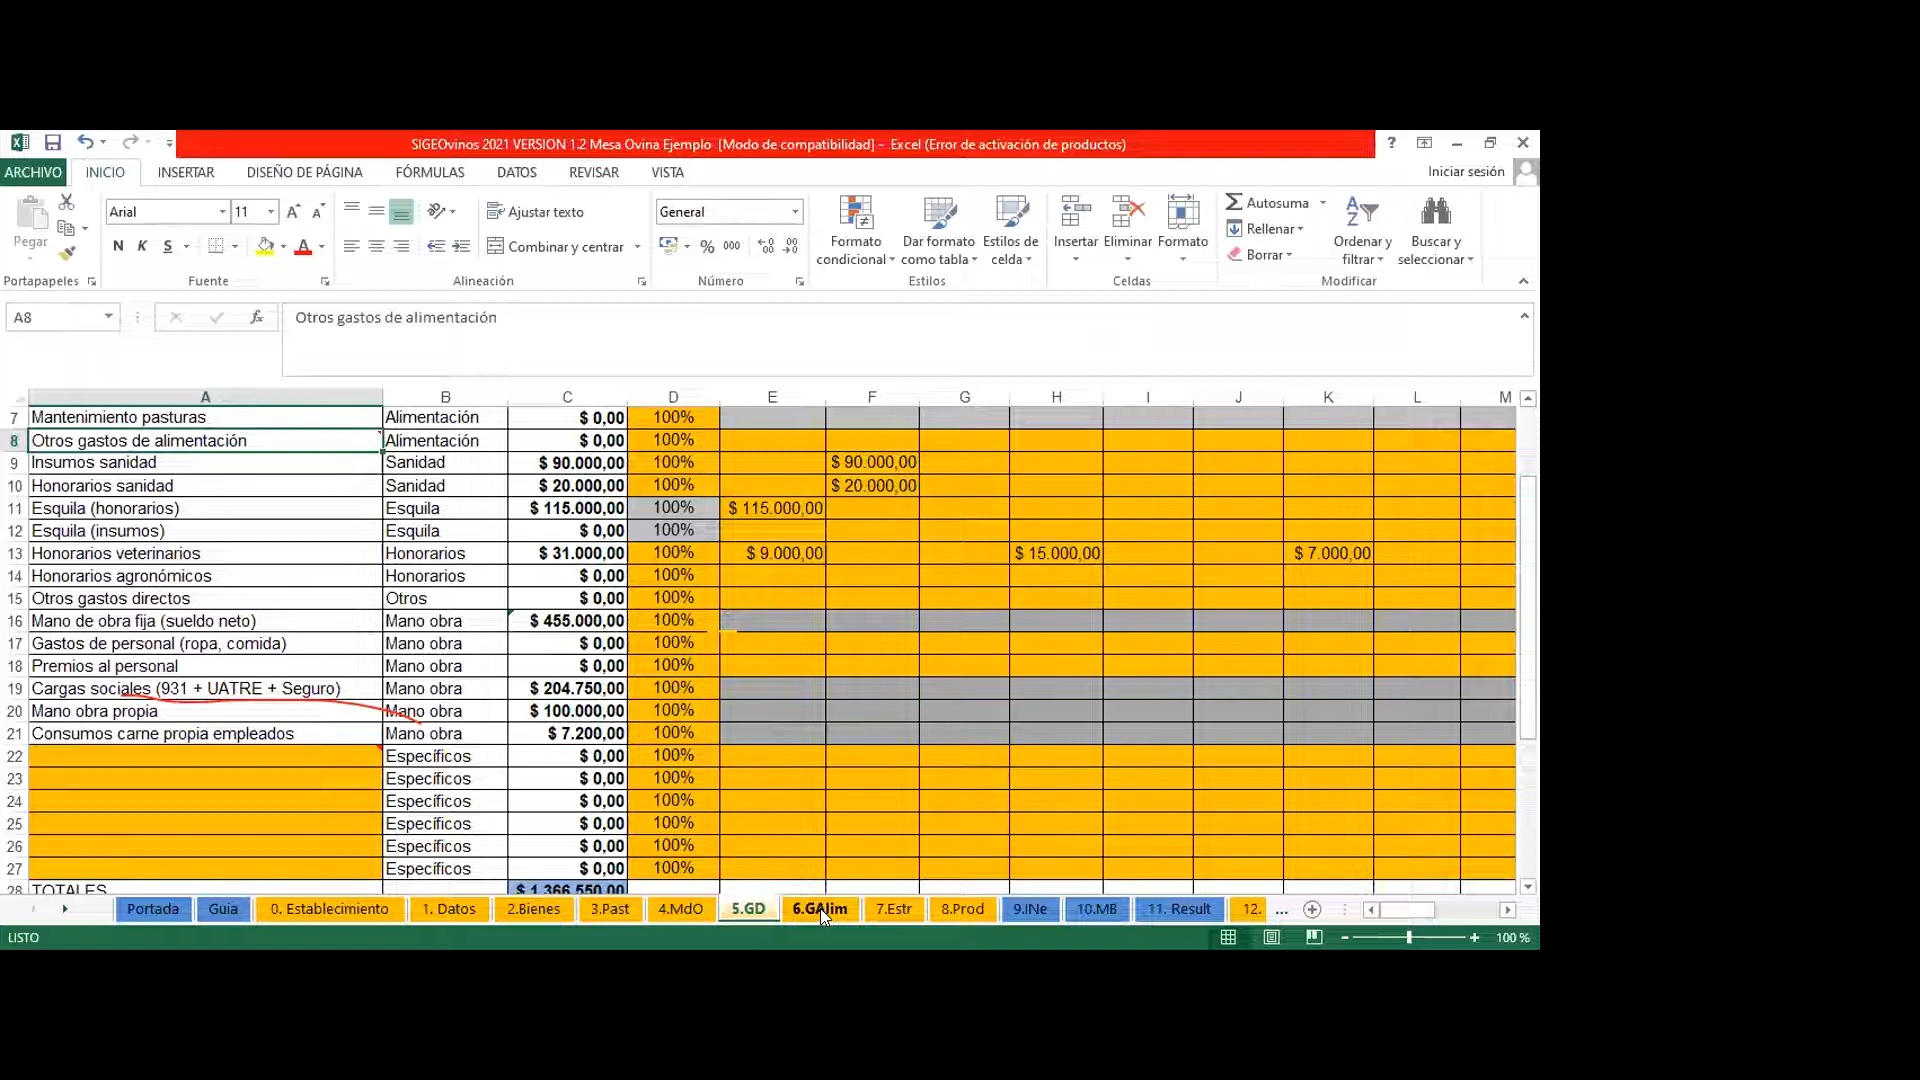 SIGEOvinos 2021 VERSION 1.2 Mesa Ovina Ejemplo [Modo de compatibilidad] - Excel (Error de activación de productos)
ARCHIVO INICIO INSERTAR DISEÑO DE PÁGINA FÓRMULAS DATOS REVISAR VISTA Iniciar sesión
Pegar Arial 11 Ajustar texto General Formato condicional Dar formato como tabla Estilos de celda Insertar Eliminar Formato Autosuma Rellenar Borrar Ordenar y filtrar Buscar y seleccionar
N K S Combinar y centrar % 000
Portapapeles Fuente Alineación Número Estilos Celdas Modificar
A8 fx Otros gastos de alimentación
A B C D E F G H I J K L M
7 Mantenimiento pasturas Alimentación $ 0,00 100%
8 Otros gastos de alimentación Alimentación $ 0,00 100%
9 Insumos sanidad Sanidad $ 90.000,00 100% $ 90.000,00
10 Honorarios sanidad Sanidad $ 20.000,00 100% $ 20.000,00
11 Esquila (honorarios) Esquila $ 115.000,00 100% $ 115.000,00
12 Esquila (insumos) Esquila $ 0,00 100%
13 Honorarios veterinarios Honorarios $ 31.000,00 100% $ 9.000,00 $ 15.000,00 $ 7.000,00
14 Honorarios agronómicos Honorarios $ 0,00 100%
15 Otros gastos directos Otros $ 0,00 100%
16 Mano de obra fija (sueldo neto) Mano obra $ 455.000,00 100%
17 Gastos de personal (ropa, comida) Mano obra $ 0,00 100%
18 Premios al personal Mano obra $ 0,00 100%
19 Cargas sociales (931 + UATRE + Seguro) Mano obra $ 204.750,00 100%
20 Mano obra propia Mano obra $ 100.000,00 100%
21 Consumos carne propia empleados Mano obra $ 7.200,00 100%
22 Específicos $ 0,00 100%
23 Específicos $ 0,00 100%
24 Específicos $ 0,00 100%
25 Específicos $ 0,00 100%
26 Específicos $ 0,00 100%
27 Específicos $ 0,00 100%
28 TOTALES $ 1.366.550,00
Portada Guia 0. Establecimiento 1. Datos 2.Bienes 3.Past 4.MdO 5.GD 6.GAlim 7.Estr 8.Prod 9.INe 10.MB 11. Result 12. ...
LISTO 100 %